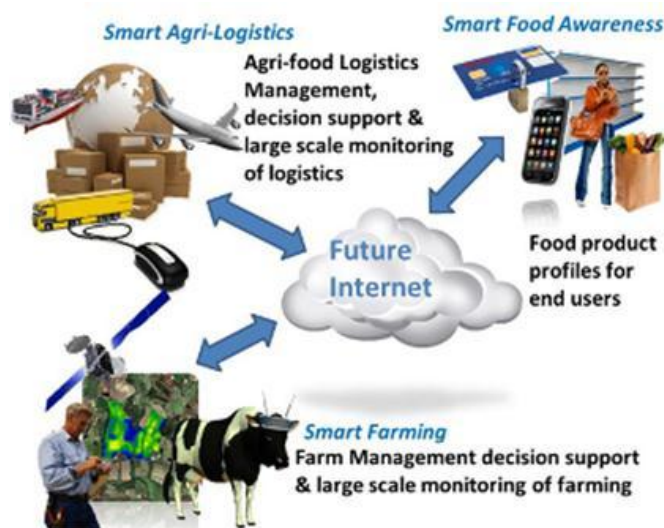 Smart Agri-Logistics
Agri-food Logistics
Management,
decision support &
large scale monitoring
of logistics
Smart Food Awareness
Food product
profiles for
end users
Future
Internet
Smart Farming
Farm Management decision support
& large scale monitoring of farming